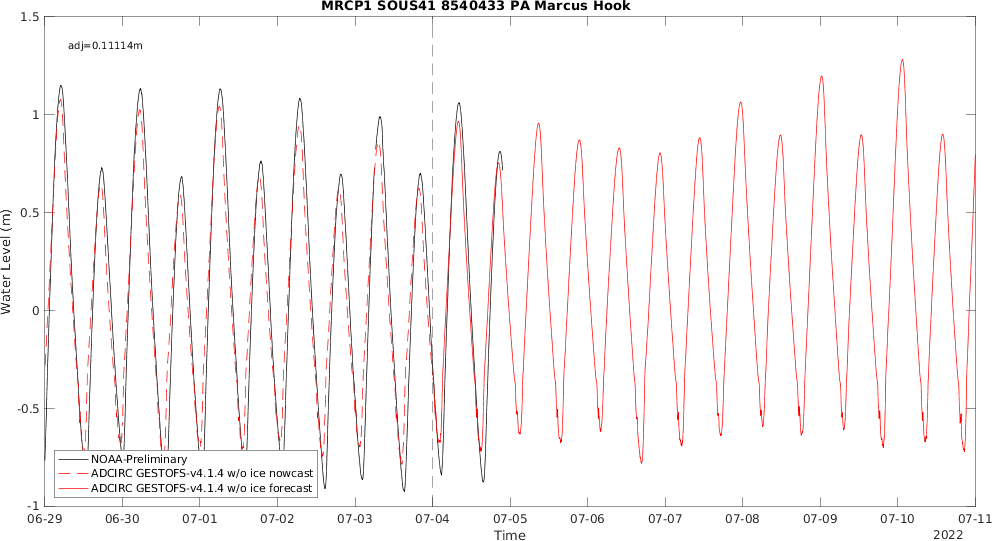 MRCP1 SOUS41 8540433 PA Marcus Hook
adj=0.11114m
1.5
1
0.5
0
-0.5
-1
Water Level (m)
NOAA-Preliminary
ADCIRC GESTOFS-v4.1.4 w/o ice nowcast
ADCIRC GESTOFS-v4.1.4 w/o ice forecast
06-29 06-30 07-01 07-02 07-03 07-04 07-05 07-06 07-07 07-08 07-09 07-10 07-11
Time
2022